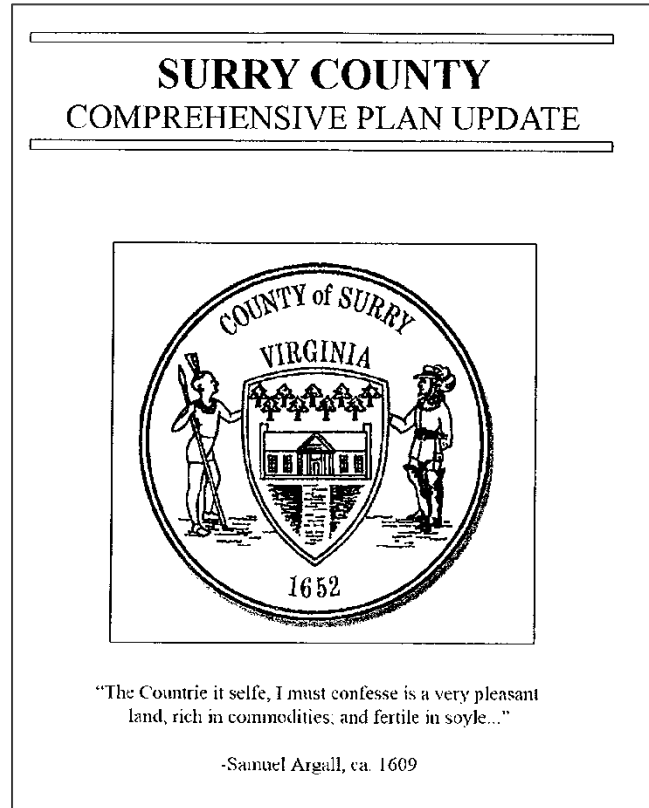 SURRY COUNTY
COMPREHENSIVE PLAN UPDATE
COUNTY of SURRY
VIRGINIA
1652
"The Countrie it selfe, I must confesse is a very pleasant
land, rich in commodities; and fertile in soyle..."
-Samuel Argall, ca. 1609